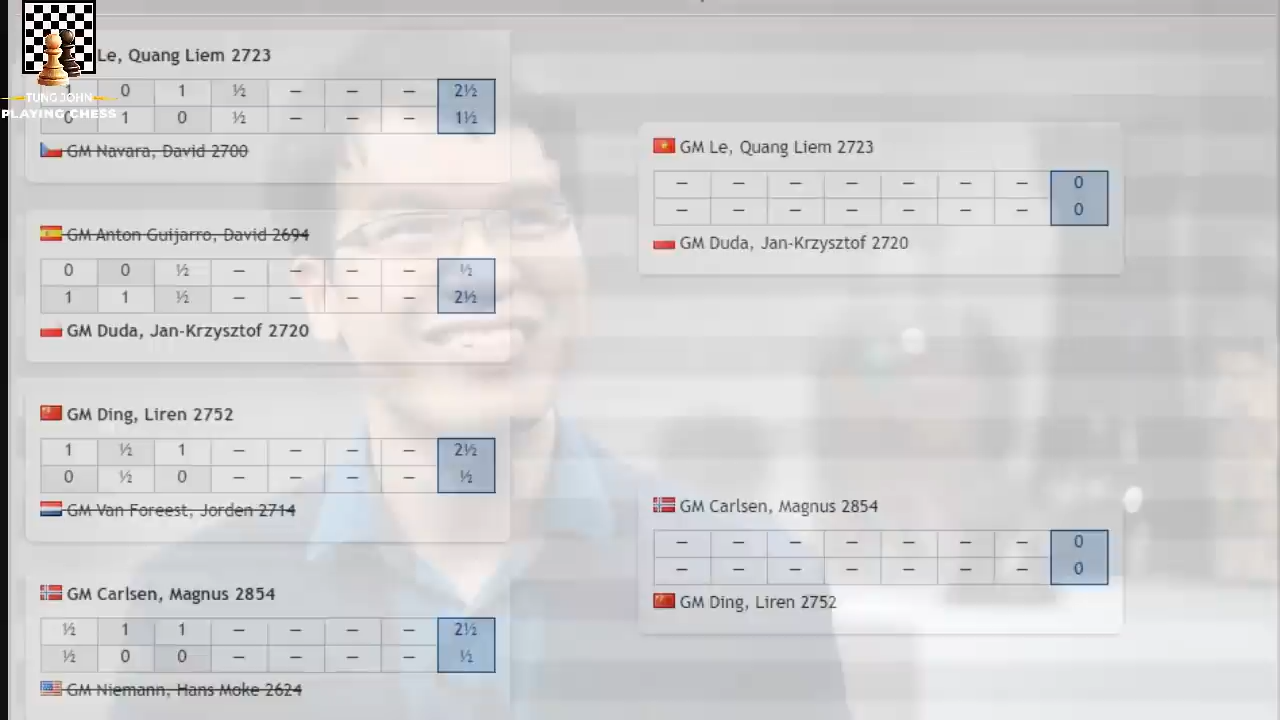 Le, Quang Liem 2723
1 0 1 ½ – – – 2½
TUNG JOHN
PLAYING CHESS
0 1 0 ½ – – – 1½
GM Navara, David 2700
GM Anton Guijarro, David 2694
0 0 ½ – – – – ½
1 1 ½ – – – – 2½
GM Duda, Jan-Krzysztof 2720
GM Ding, Liren 2752
1 ½ 1 – – – – 2½
0 ½ 0 – – – – ½
GM Van Foreest, Jorden 2714
GM Carlsen, Magnus 2854
½ 1 1 – – – – 2½
½ 0 0 – – – – ½
GM Niemann, Hans Moke 2624
GM Le, Quang Liem 2723
– – – – – – – 0
– – – – – – – 0
GM Duda, Jan-Krzysztof 2720
GM Carlsen, Magnus 2854
– – – – – – – 0
– – – – – – – 0
GM Ding, Liren 2752